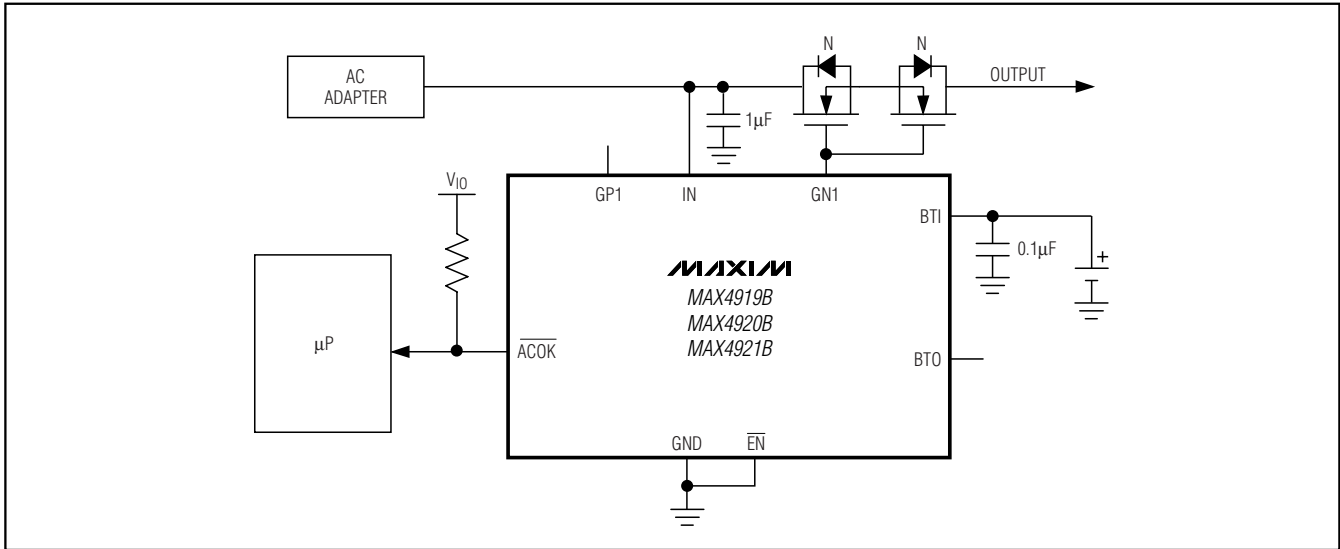 N N
AC
ADAPTER
OUTPUT
1µF
VIO
GP1 IN GN1
BTI
0.1µF
+
MAXIM
MAX4919B
MAX4920B
MAX4921B
µP
ACOK
BTO
GND EN